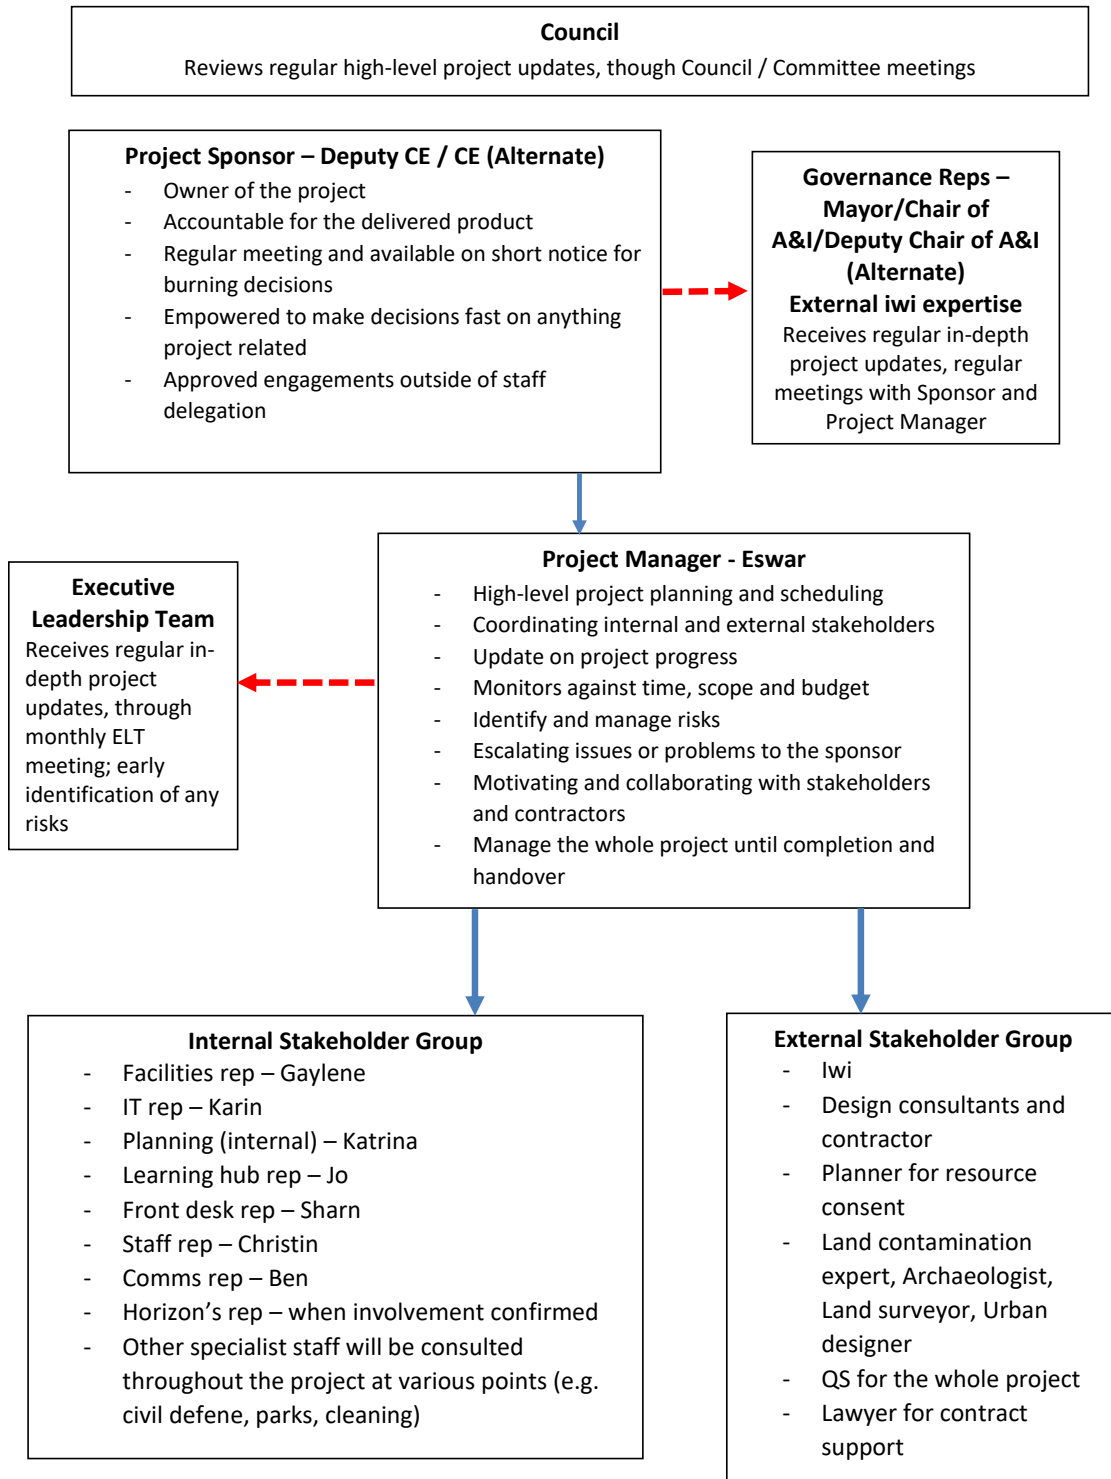 Council
Reviews regular high-level project updates, though Council / Committee meetings
Project Sponsor – Deputy CE / CE (Alternate)
- Owner of the project
- Accountable for the delivered product
- Regular meeting and available on short notice for
burning decisions
- Empowered to make decisions fast on anything
project related
- Approved engagements outside of staff
delegation
Governance Reps –
Mayor/Chair of
A&I/Deputy Chair of A&I
(Alternate)
External iwi expertise
Receives regular in-depth
project updates, regular
meetings with Sponsor and
Project Manager
Project Manager - Eswar
- High-level project planning and scheduling
- Coordinating internal and external stakeholders
- Update on project progress
- Monitors against time, scope and budget
- Identify and manage risks
- Escalating issues or problems to the sponsor
- Motivating and collaborating with stakeholders
and contractors
- Manage the whole project until completion and
handover
Executive
Leadership Team
Receives regular in-
depth project
updates, through
monthly ELT
meeting; early
identification of any
risks
Internal Stakeholder Group
- Facilities rep – Gaylene
- IT rep – Karin
- Planning (internal) – Katrina
- Learning hub rep – Jo
- Front desk rep – Sharn
- Staff rep – Christin
- Comms rep – Ben
- Horizon's rep – when involvement confirmed
- Other specialist staff will be consulted
throughout the project at various points (e.g.
civil defene, parks, cleaning)
External Stakeholder Group
- Iwi
- Design consultants and
contractor
- Planner for resource
consent
- Land contamination
expert, Archaeologist,
Land surveyor, Urban
designer
- QS for the whole project
- Lawyer for contract
support